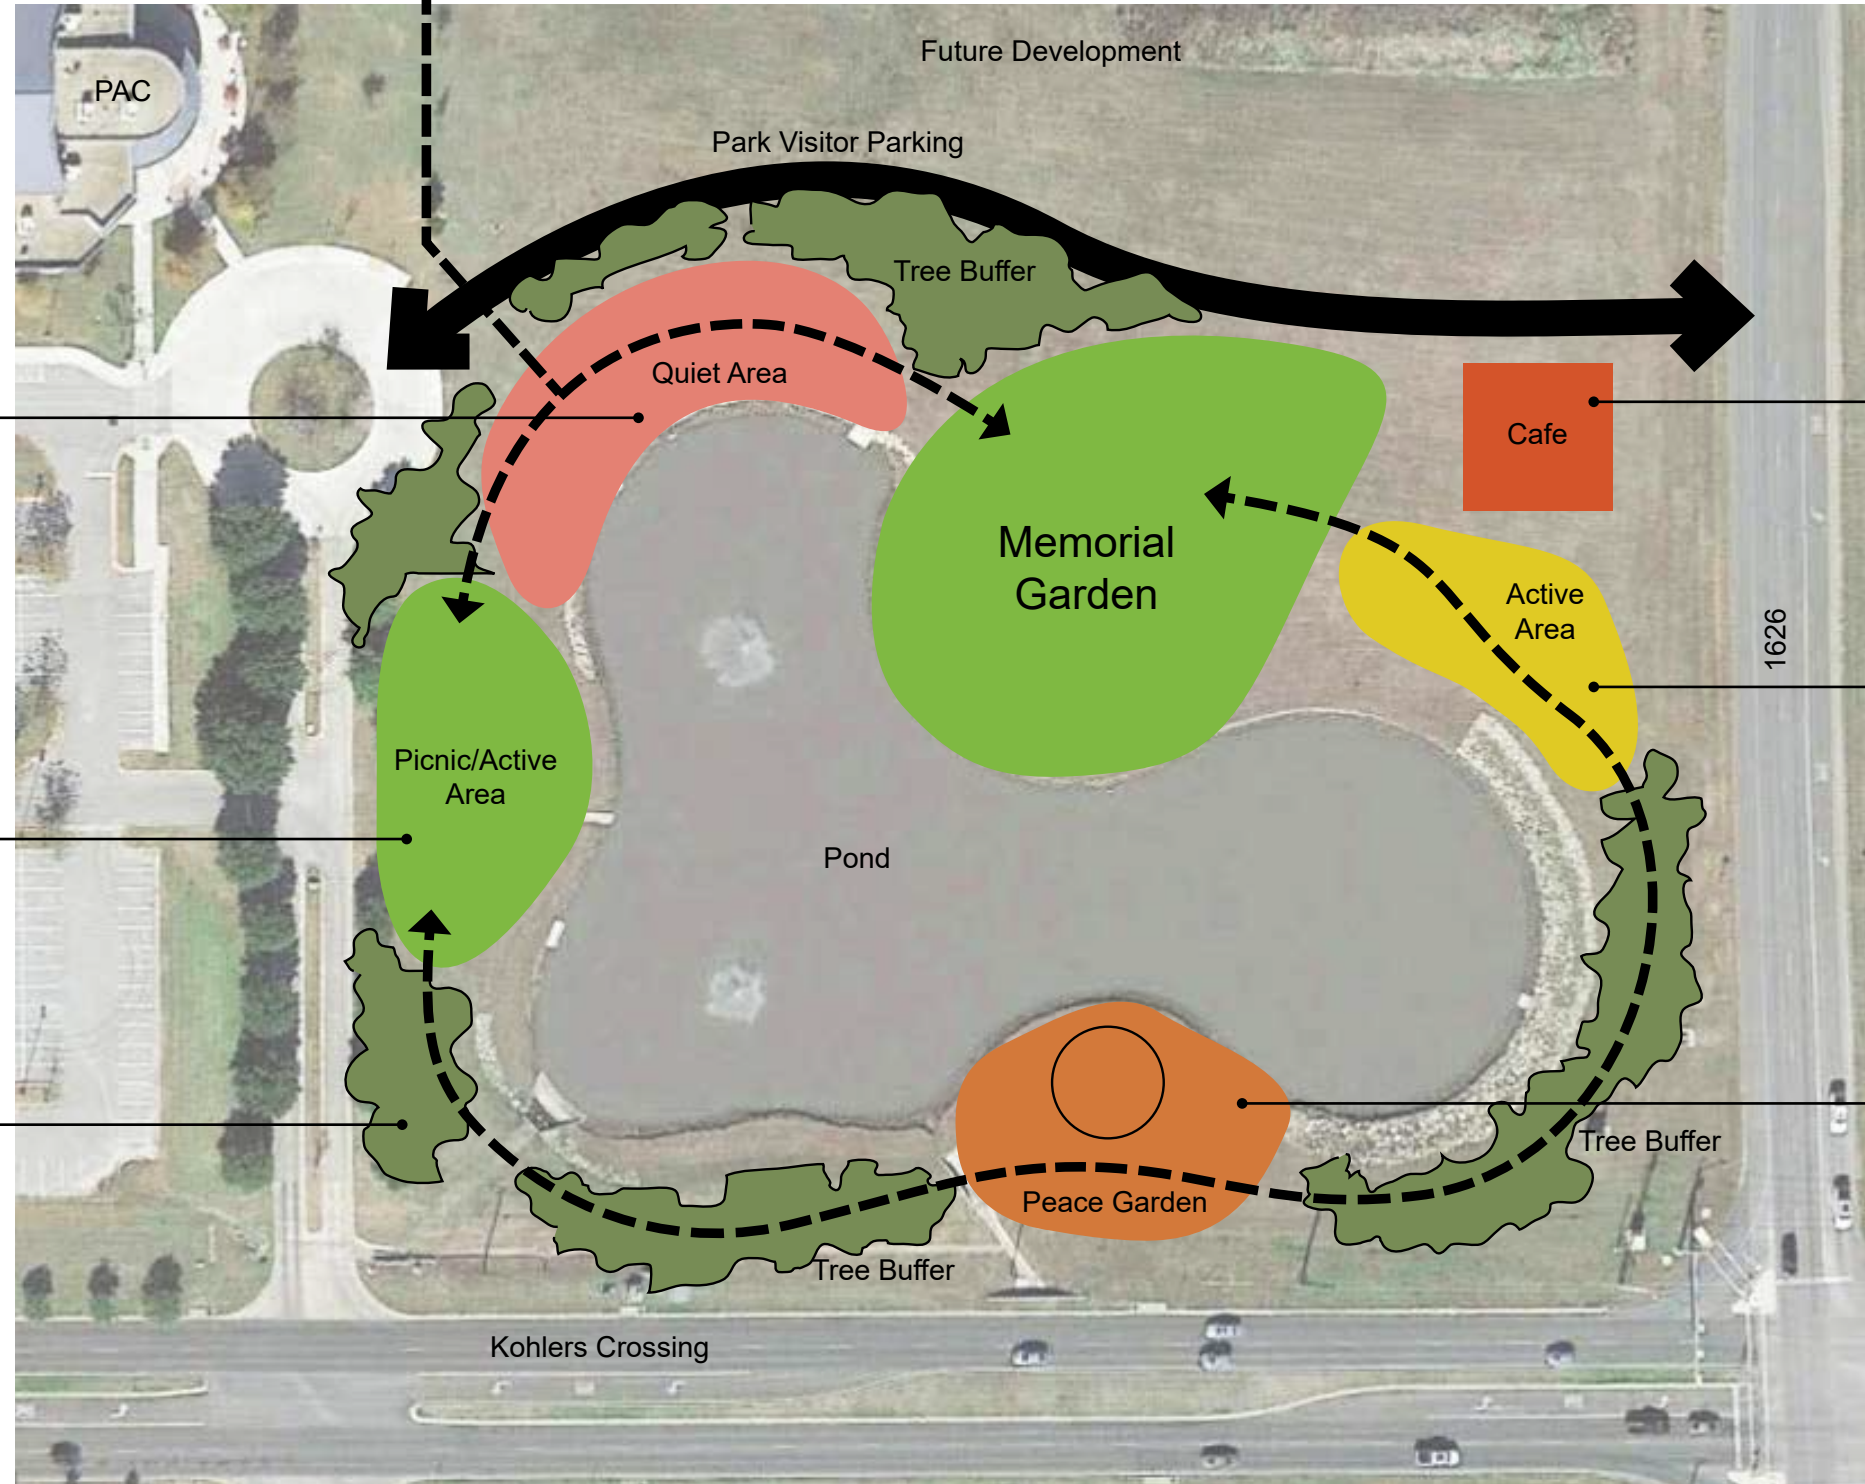 Future Development
PAC
Park Visitor Parking
Tree Buffer
Quiet Area
Cafe
Memorial
Garden
Active
Area
1626
Picnic/Active
Area
Pond
Tree Buffer
Peace Garden
Tree Buffer
Kohlers Crossing